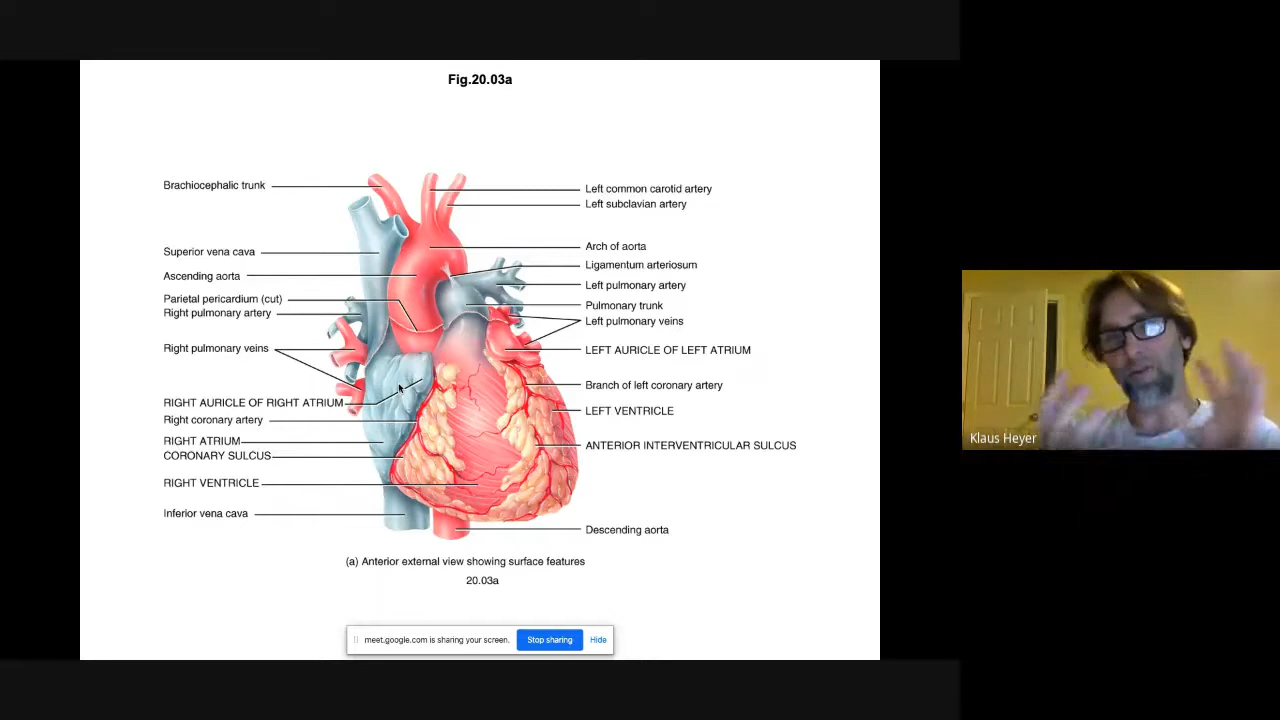 Fig.20.03a
Brachiocephalic trunk
Superior vena cava
Ascending aorta
Parietal pericardium (cut)
Right pulmonary artery
Right pulmonary veins
RIGHT AURICLE OF RIGHT ATRIUM
Right coronary artery
RIGHT ATRIUM
CORONARY SULCUS
RIGHT VENTRICLE
Inferior vena cava
Left common carotid artery
Left subclavian artery
Arch of aorta
Ligamentum arteriosum
Left pulmonary artery
Pulmonary trunk
Left pulmonary veins
LEFT AURICLE OF LEFT ATRIUM
Branch of left coronary artery
LEFT VENTRICLE
ANTERIOR INTERVENTRICULAR SULCUS
Descending aorta
(a) Anterior external view showing surface features
20.03a
meet.google.com is sharing your screen. Stop sharing Hide
Klaus Heyer